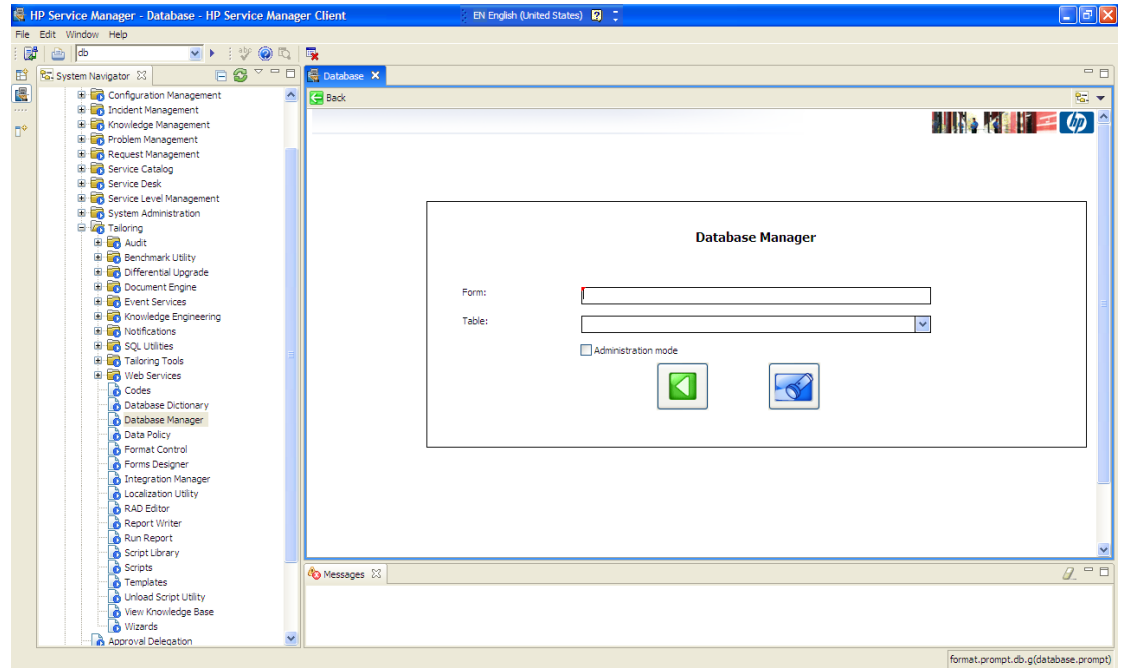 HP Service Manager - Database - HP Service Manager Client
EN English (United States)
File Edit Window Help
db
System Navigator
Configuration Management
Incident Management
Knowledge Management
Problem Management
Request Management
Service Catalog
Service Desk
Service Level Management
System Administration
Tailoring
Audit
Benchmark Utility
Differential Upgrade
Document Engine
Event Services
Knowledge Engineering
Notifications
SQL Utilities
Tailoring Tools
Web Services
Codes
Database Dictionary
Database Manager
Data Policy
Format Control
Forms Designer
Integration Manager
Localization Utility
RAD Editor
Report Writer
Run Report
Script Library
Scripts
Templates
Unload Script Utility
View Knowledge Base
Wizards
Approval Delegation
Database
Back
hp
Database Manager
Form:
Table:
Administration mode
Messages
format.prompt.db.g(database.prompt)